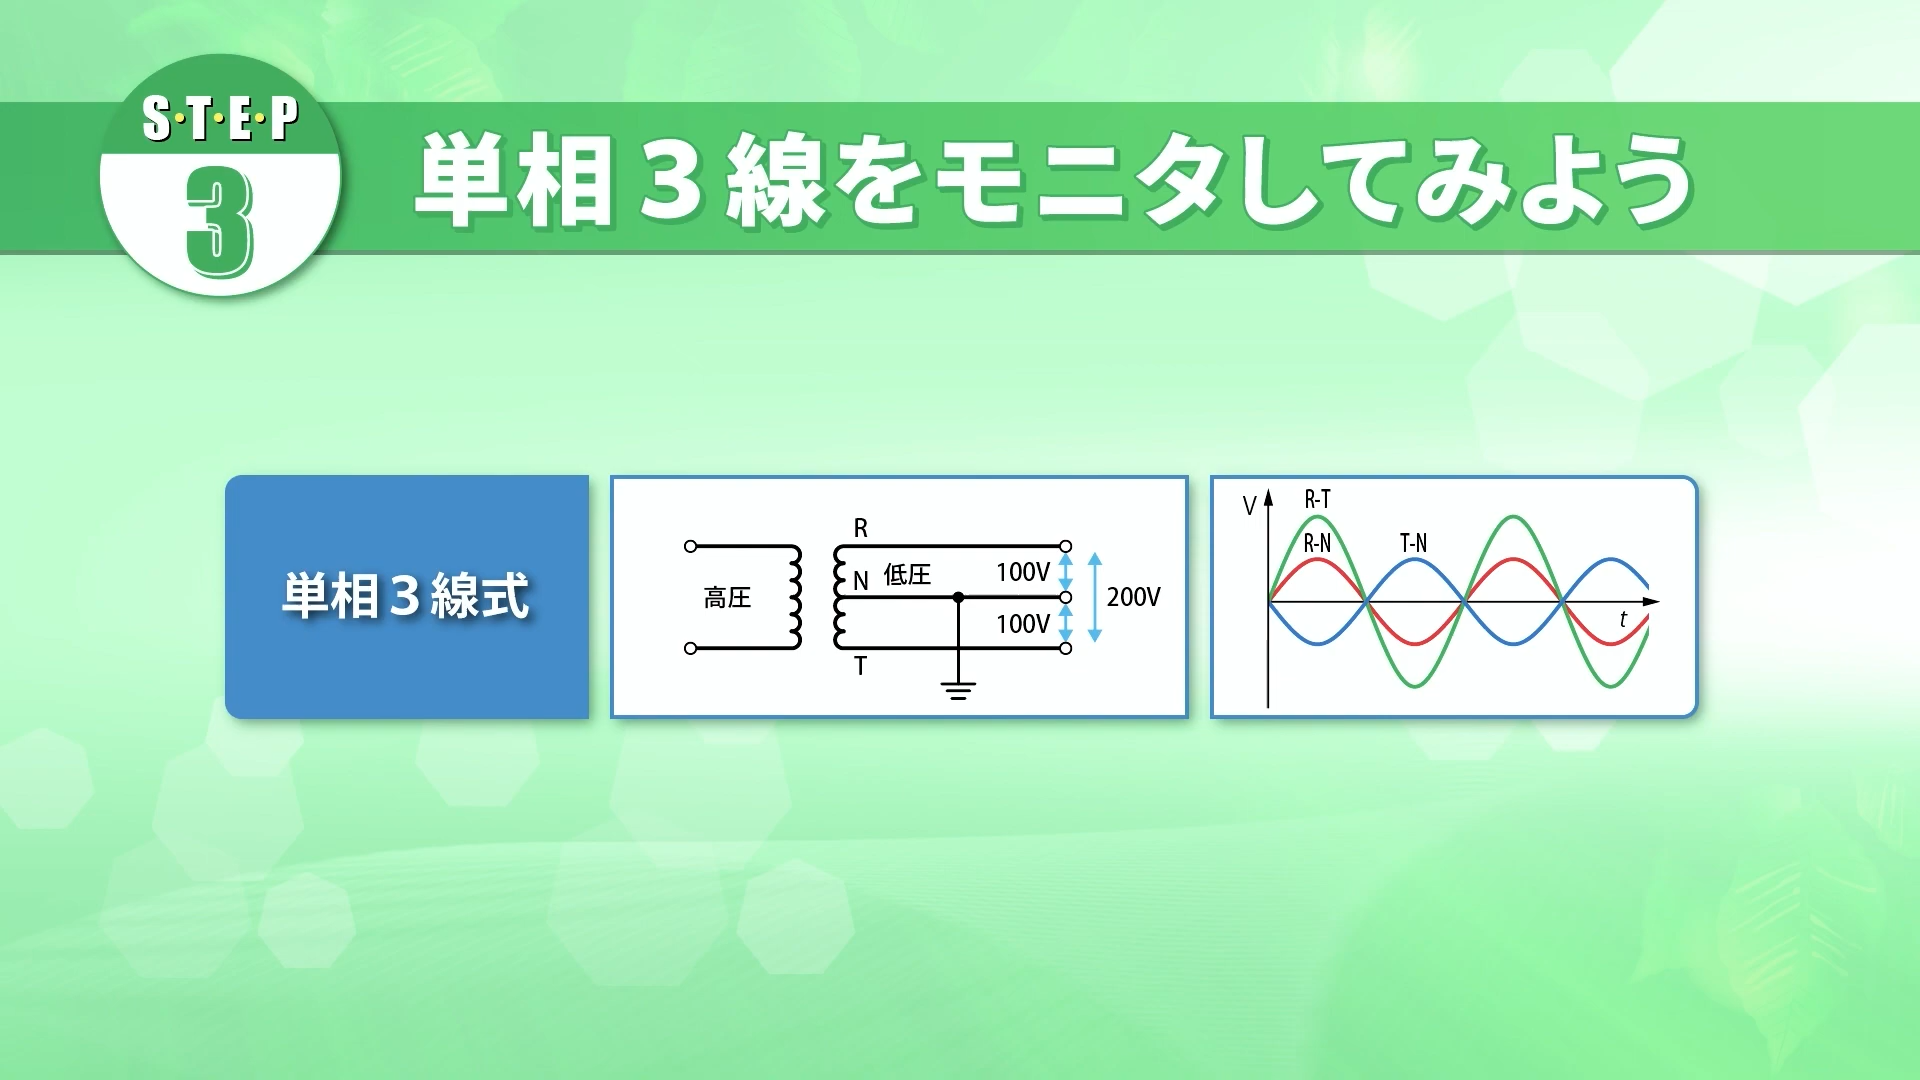 S・T・E・P
3
単相３線をモニタしてみよう
単相３線式
高圧
R
N
低圧
T
100V
100V
200V
V
R-T
R-N
T-N
t